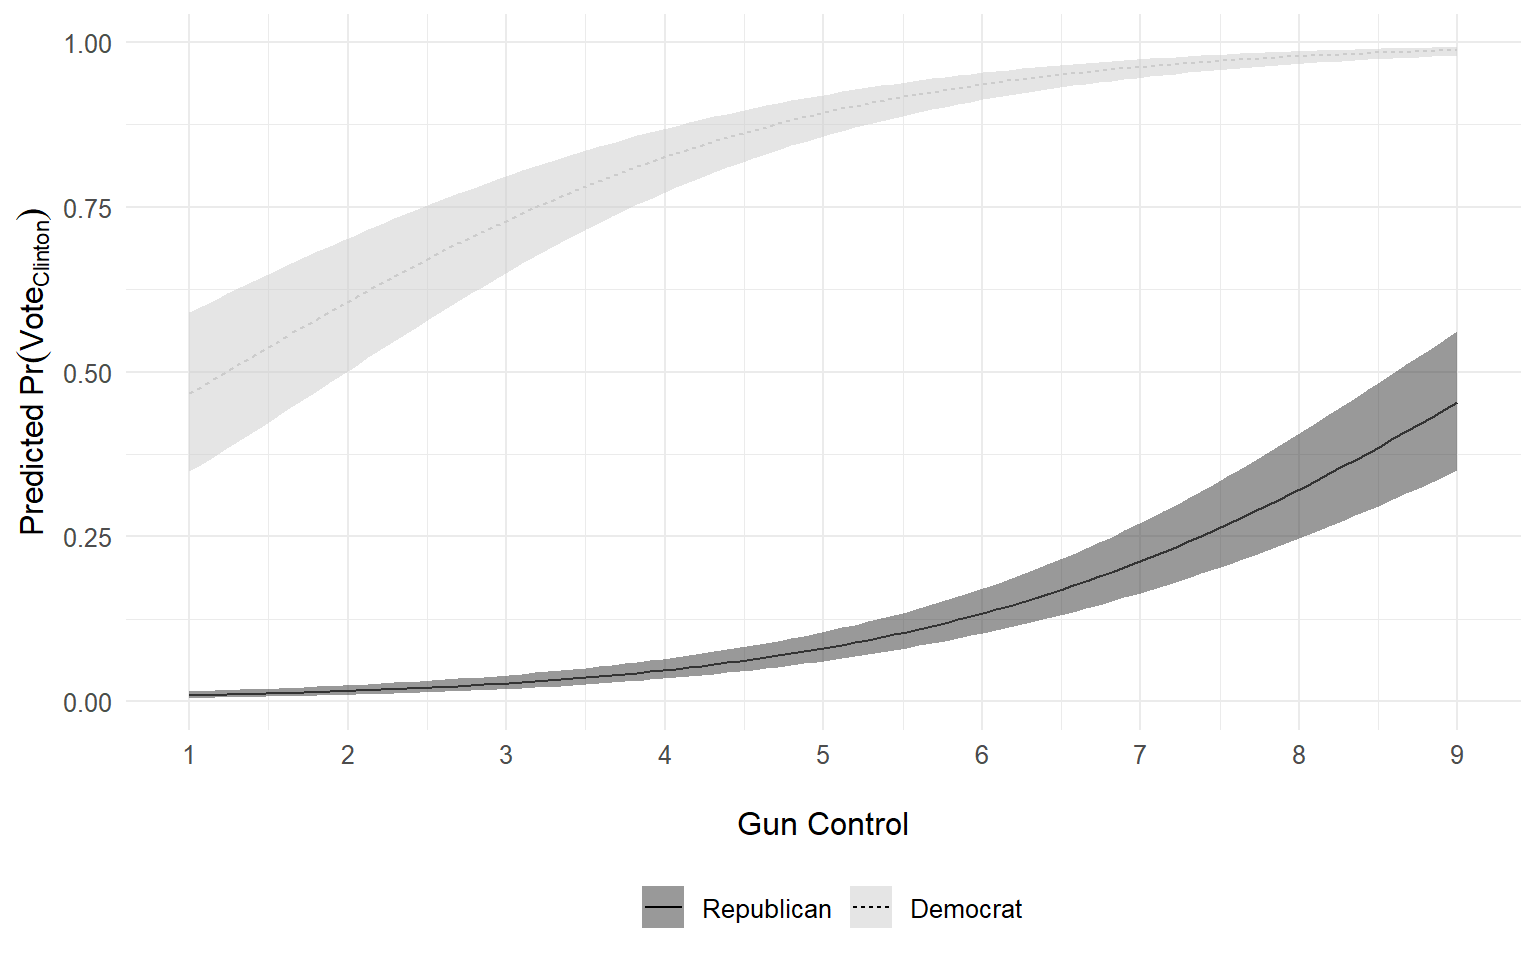 1.00
0.75
0.50
0.25
0.00
Predicted Pr(Vote_Clinton)
1 2 3 4 5 6 7 8 9
Gun Control
Republican Democrat